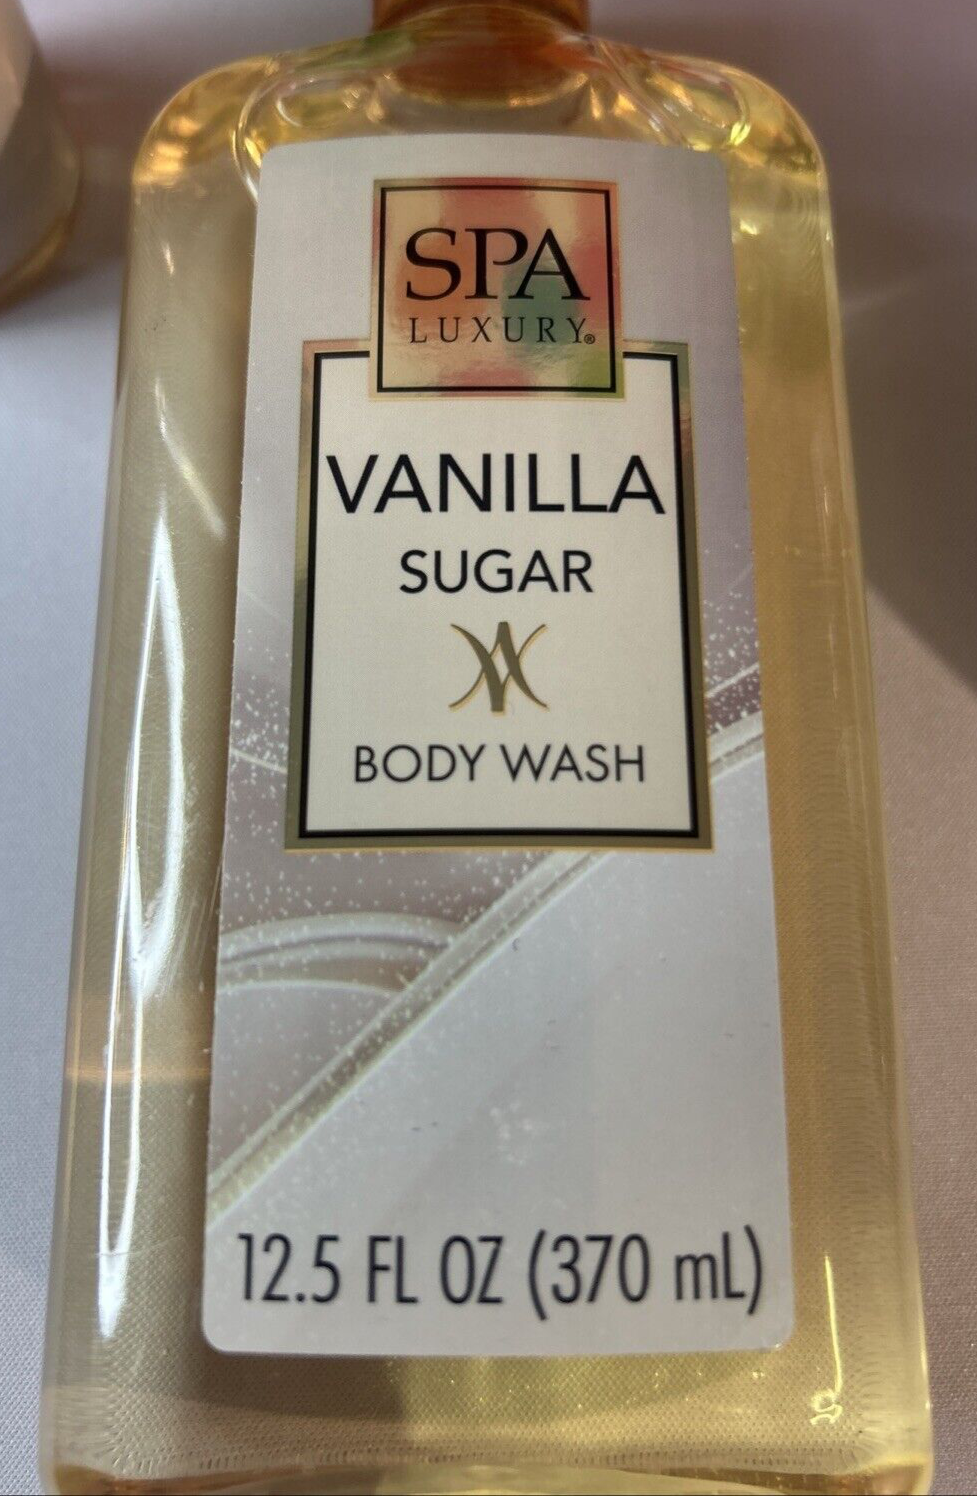 SPA
LUXURY®
VANILLA
SUGAR
BODY WASH
12.5 FL OZ (370 mL)